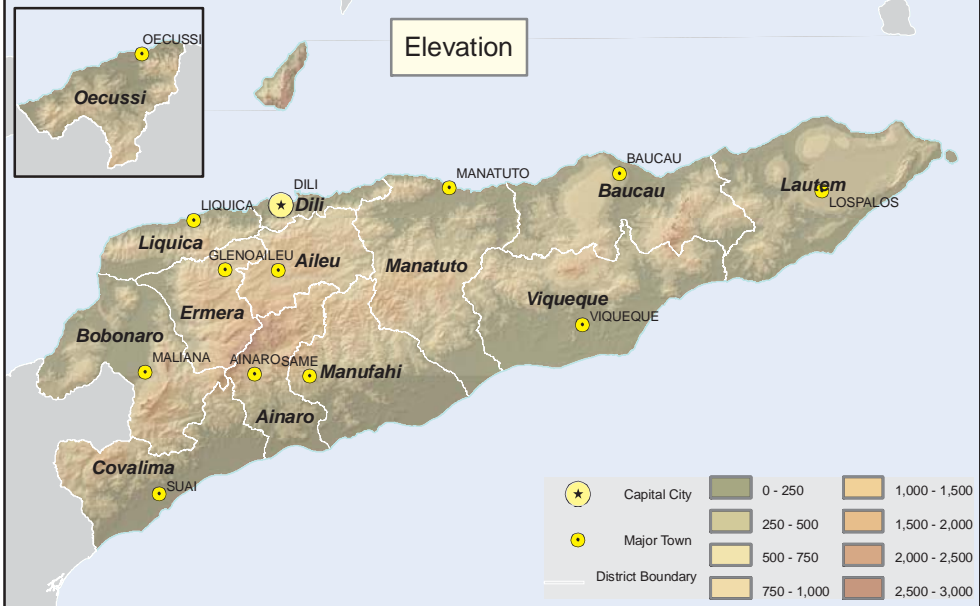 OECUSSI
Oecussi
Elevation
BAUCAU
MANATUTO
Baucau
Lautem
DILI
Dili
LOSPALOS
LIQUICA
Liquica
GLENO
AILEU
Aileu
Manatuto
Viqueque
Ermera
VIQUEQUE
Bobonaro
MALIANA
AINARO
SAME
Manufahi
Ainaro
Covalima
SUAI
Capital City
Major Town
District Boundary
0 - 250
250 - 500
500 - 750
750 - 1,000
1,000 - 1,500
1,500 - 2,000
2,000 - 2,500
2,500 - 3,000